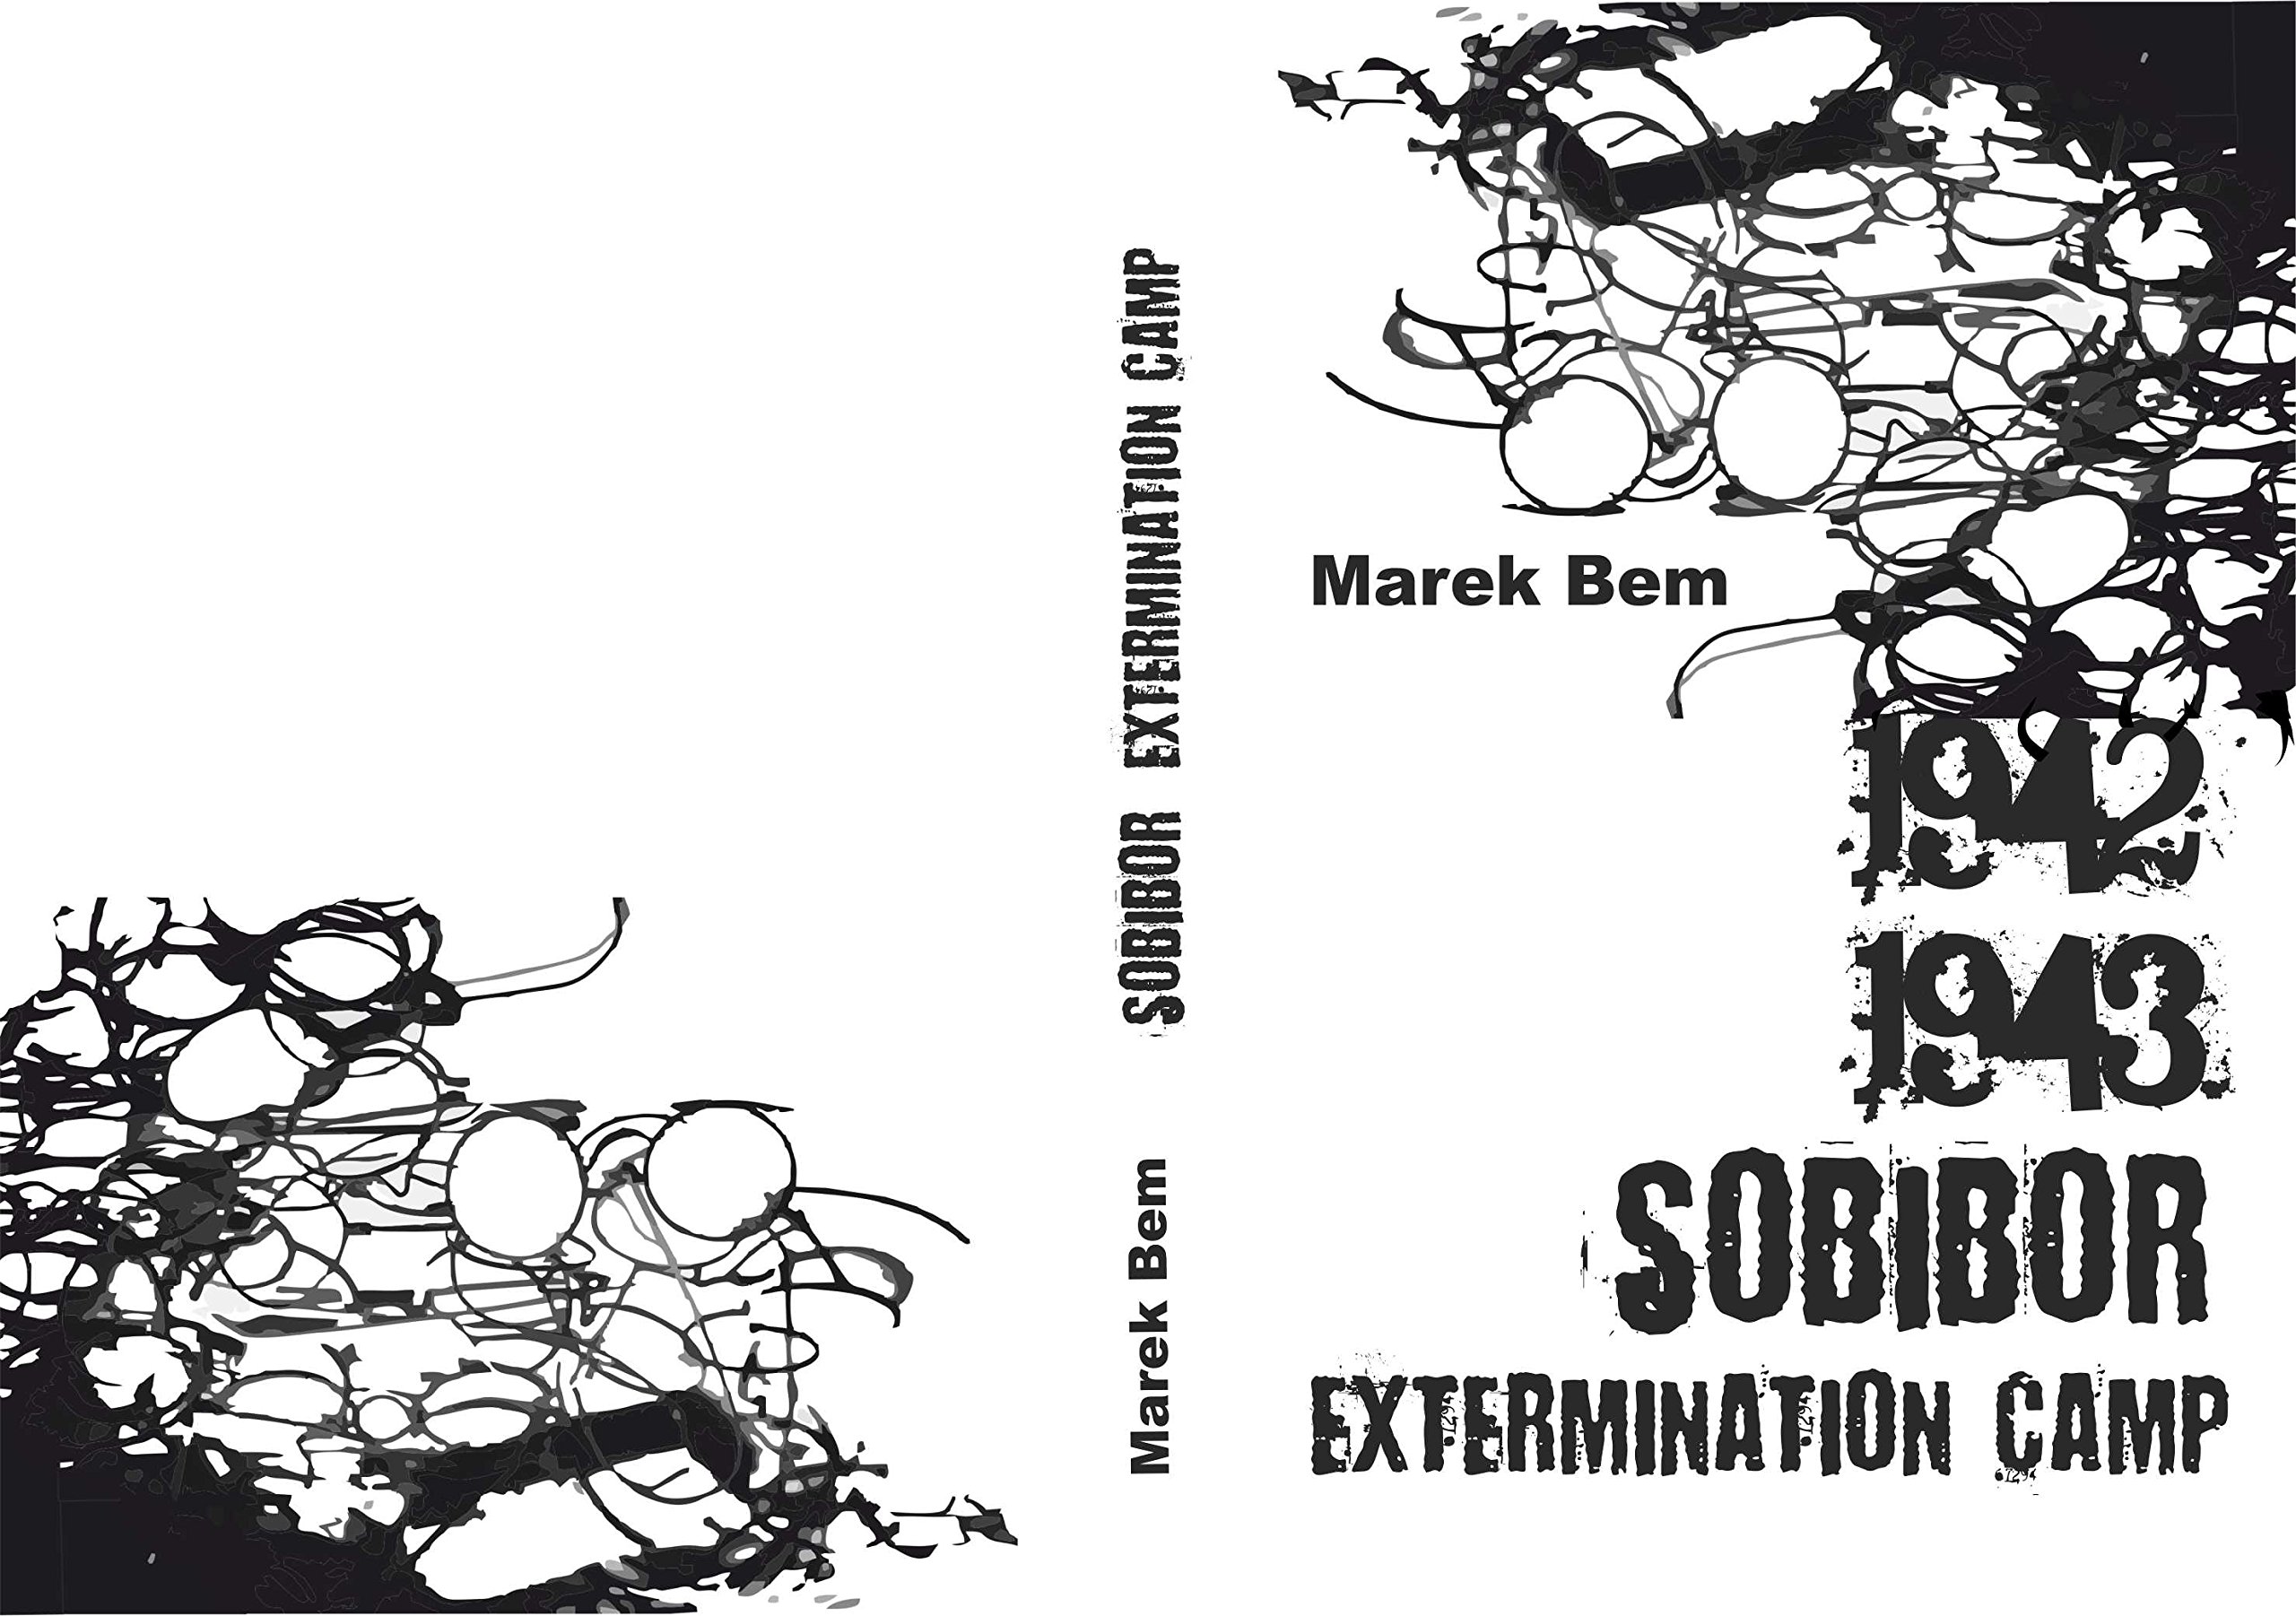 SOBIBOR EXTERMINATION CAMP
Marek Bem
Marek Bem
1942
1943
SOBIBOR
EXTERMINATION CAMP